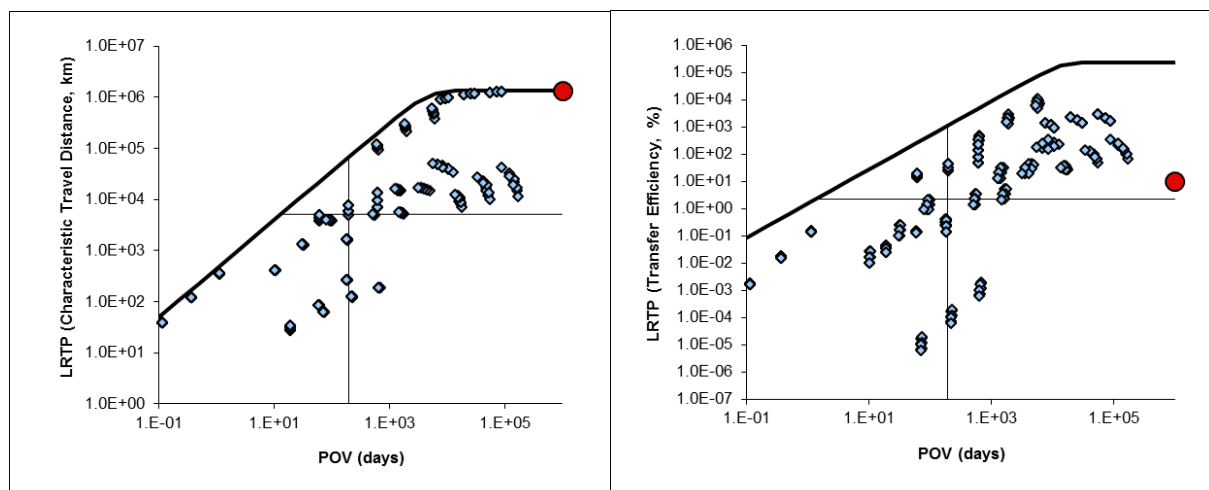 LRTP (Characteristic Travel Distance, km)
1.0E+07
1.0E+06
1.0E+05
1.0E+04
1.0E+03
1.0E+02
1.0E+01
1.0E+00
1.E-01
1.E+01
1.E+03
1.E+05
POV (days)
LRTP (Transfer Efficiency, %)
1.0E+06
1.0E+05
1.0E+04
1.0E+03
1.0E+02
1.0E+01
1.0E+00
1.0E-01
1.0E-02
1.0E-03
1.0E-04
1.0E-05
1.0E-06
1.0E-07
1.E-01
1.E+01
1.E+03
1.E+05
POV (days)